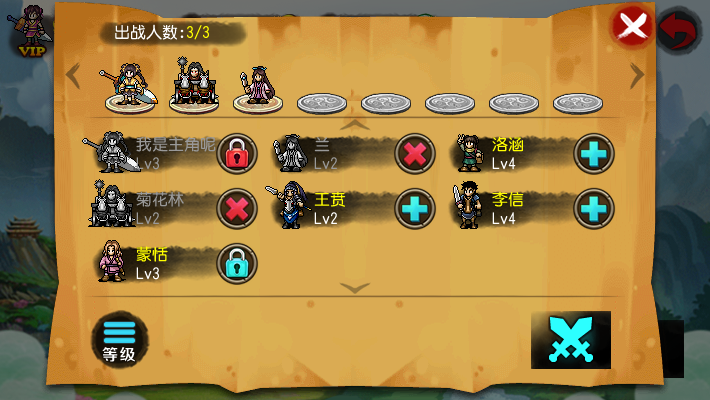 出战人数:3/3
VIP
我是主角呢
Lv3
兰
Lv2
洛涵
Lv4
菊花林
Lv2
王贲
Lv2
李信
Lv4
蒙恬
Lv3
等级